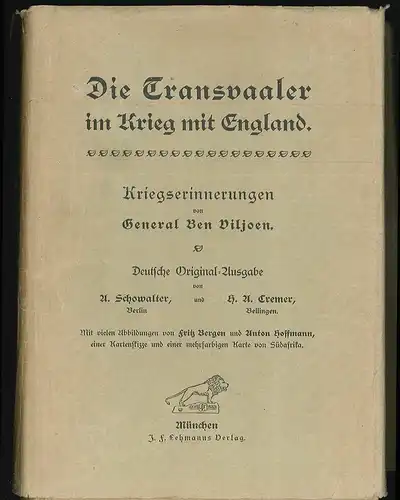 Die Transvaaler
im Krieg mit England.
Kriegserinnerungen
von
General Ben Viljoen.
Deutsche Original-Ausgabe
von
A. Schowalter, und H. A. Cremer,
Berlin Bellingen.
Mit vielen Abbildungen von Fritz Bergen und Anton Hoffmann,
einer Kartenskizze und einer mehrfarbigen Karte von Südafrika.
München
J. F. Lehmanns Verlag.